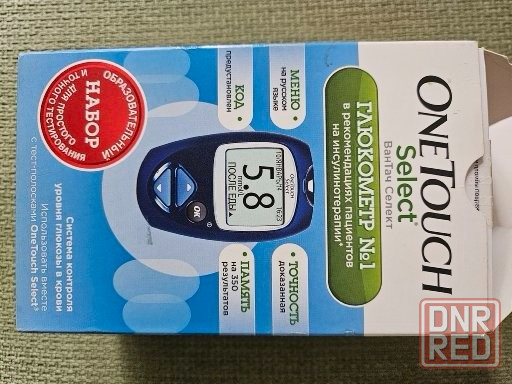 ONETOUCH
Select®
ВанТач Селект
ГЛЮКОМЕТР №1
в рекомендациях пациентов
на инсулинотерапии*
МЕНЮ
на русском
языке
КОД
предустановлен
ТОЧНОСТЬ
доказанная
ПАМЯТЬ
на 350
результатов
5.8
mmol/L
ПОСЛЕ ЕДЫ
OK
ОБРАЗОВАТЕЛЬНЫЙ
НАБОР
ДЛЯ ПРОСТОГО
И ТОЧНОГО ТЕСТИРОВАНИЯ
Система контроля
уровня глюкозы в крови
Использовать вместе
с тест-полосками OneTouch Select®
DNR
RED